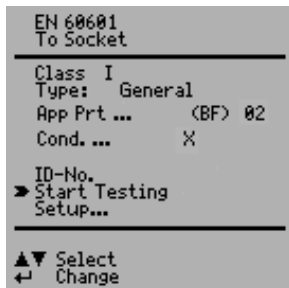 EN 60601
To Socket
Class I
Type: General
App Prt ... (BF) 02
Cond. ... X
ID-No.
Start Testing
Setup...
▲▼ Select
↵ Change